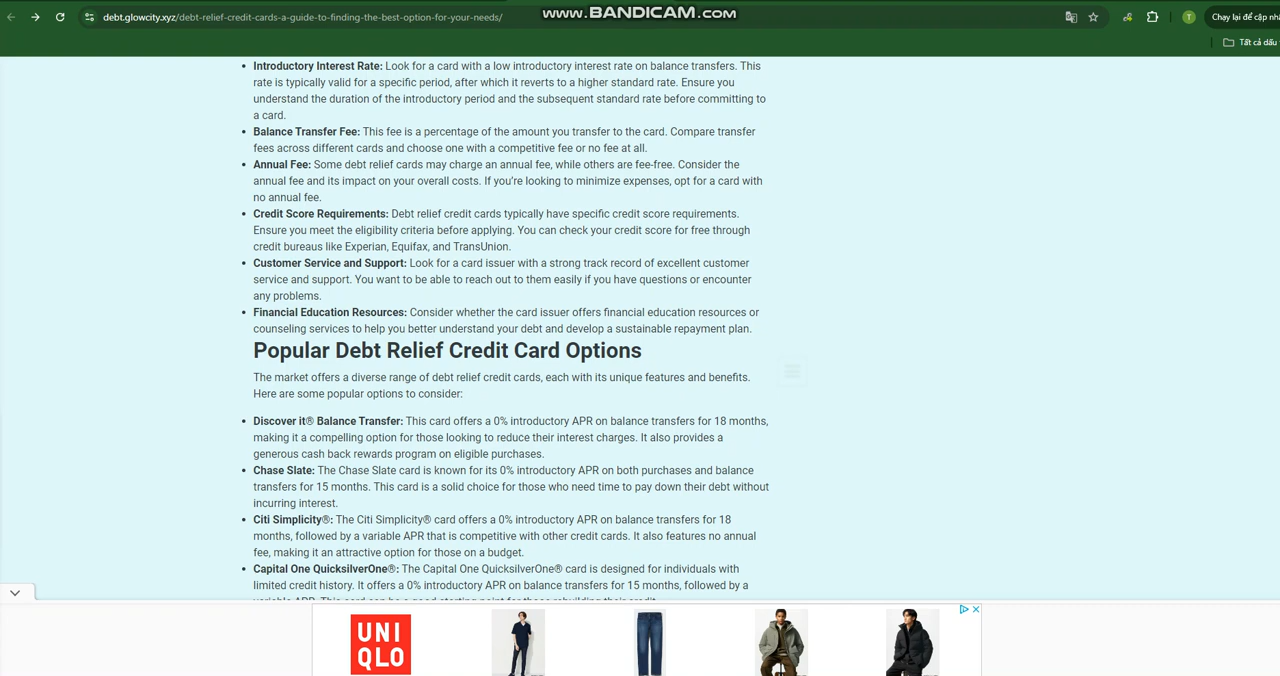 www.BANDICAM.com
debt.glowcity.xyz/debt-relief-credit-cards-a-guide-to-finding-the-best-option-for-your-needs/
T
Chạy lại để cập nhậ
Tất cả dấu
Introductory Interest Rate: Look for a card with a low introductory interest rate on balance transfers. This
rate is typically valid for a specific period, after which it reverts to a higher standard rate. Ensure you
understand the duration of the introductory period and the subsequent standard rate before committing to
a card.
Balance Transfer Fee: This fee is a percentage of the amount you transfer to the card. Compare transfer
fees across different cards and choose one with a competitive fee or no fee at all.
Annual Fee: Some debt relief cards may charge an annual fee, while others are fee-free. Consider the
annual fee and its impact on your overall costs. If you’re looking to minimize expenses, opt for a card with
no annual fee.
Credit Score Requirements: Debt relief credit cards typically have specific credit score requirements.
Ensure you meet the eligibility criteria before applying. You can check your credit score for free through
credit bureaus like Experian, Equifax, and TransUnion.
Customer Service and Support: Look for a card issuer with a strong track record of excellent customer
service and support. You want to be able to reach out to them easily if you have questions or encounter
any problems.
Financial Education Resources: Consider whether the card issuer offers financial education resources or
counseling services to help you better understand your debt and develop a sustainable repayment plan.
Popular Debt Relief Credit Card Options
The market offers a diverse range of debt relief credit cards, each with its unique features and benefits.
Here are some popular options to consider:
Discover it® Balance Transfer: This card offers a 0% introductory APR on balance transfers for 18 months,
making it a compelling option for those looking to reduce their interest charges. It also provides a
generous cash back rewards program on eligible purchases.
Chase Slate: The Chase Slate card is known for its 0% introductory APR on both purchases and balance
transfers for 15 months. This card is a solid choice for those who need time to pay down their debt without
incurring interest.
Citi Simplicity®: The Citi Simplicity® card offers a 0% introductory APR on balance transfers for 18
months, followed by a variable APR that is competitive with other credit cards. It also features no annual
fee, making it an attractive option for those on a budget.
Capital One QuicksilverOne®: The Capital One QuicksilverOne® card is designed for individuals with
limited credit history. It offers a 0% introductory APR on balance transfers for 15 months, followed by a
variable APR. This card can be a good starting point for those rebuilding their credit.
UNI
QLO